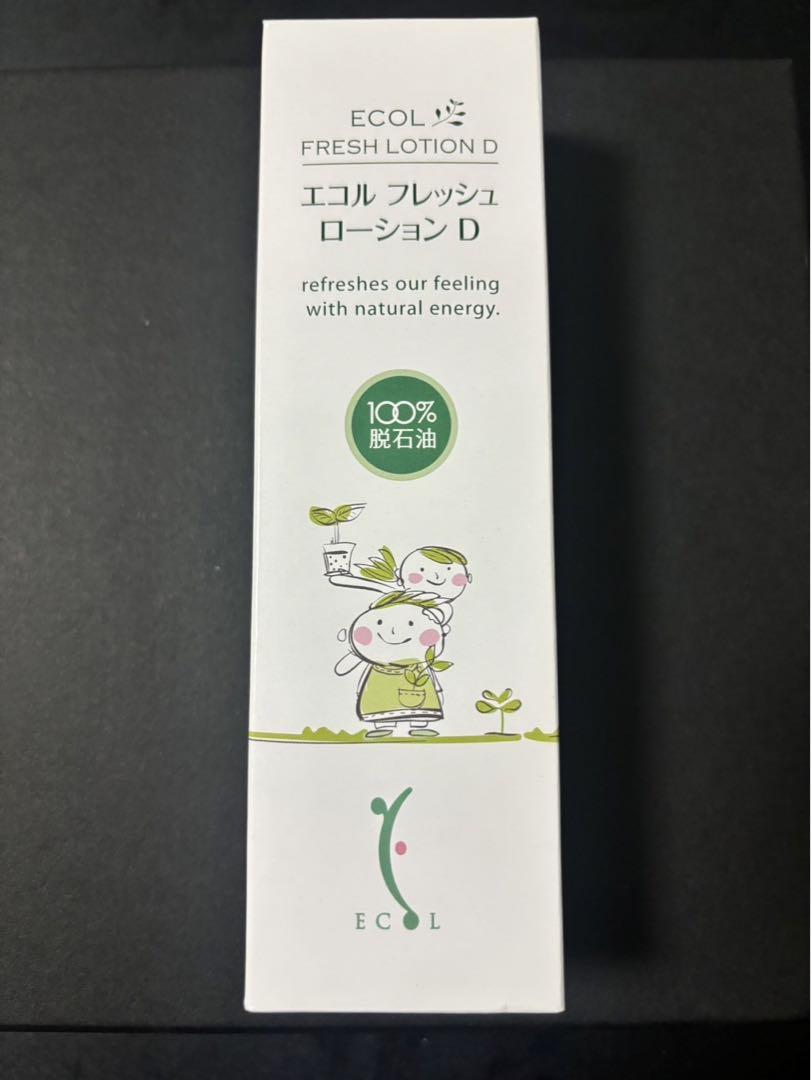 ECOL
FRESH LOTION D
エコル フレッシュ
ローション D
refreshes our feeling
with natural energy.
100%
脱石油
ECOL